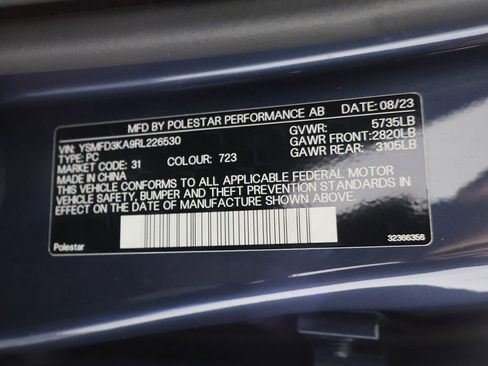 MFD BY POLESTAR PERFORMANCE AB DATE: 08/23
VIN: YSMFD3KA9RL226530 GVWR: 5735LB
TYPE: PC GAWR FRONT: 2820LB
MARKET: 31 COLOUR: 723 GAWR REAR: 3105LB
MADE IN CHINA
THIS VEHICLE CONFORMS TO ALL APPLICABLE FEDERAL MOTOR
VEHICLE SAFETY, BUMPER AND THEFT PREVENTION STANDARDS IN
EFFECT ON THE DATE OF MANUFACTURE SHOWN ABOVE.
Polestar 32366356